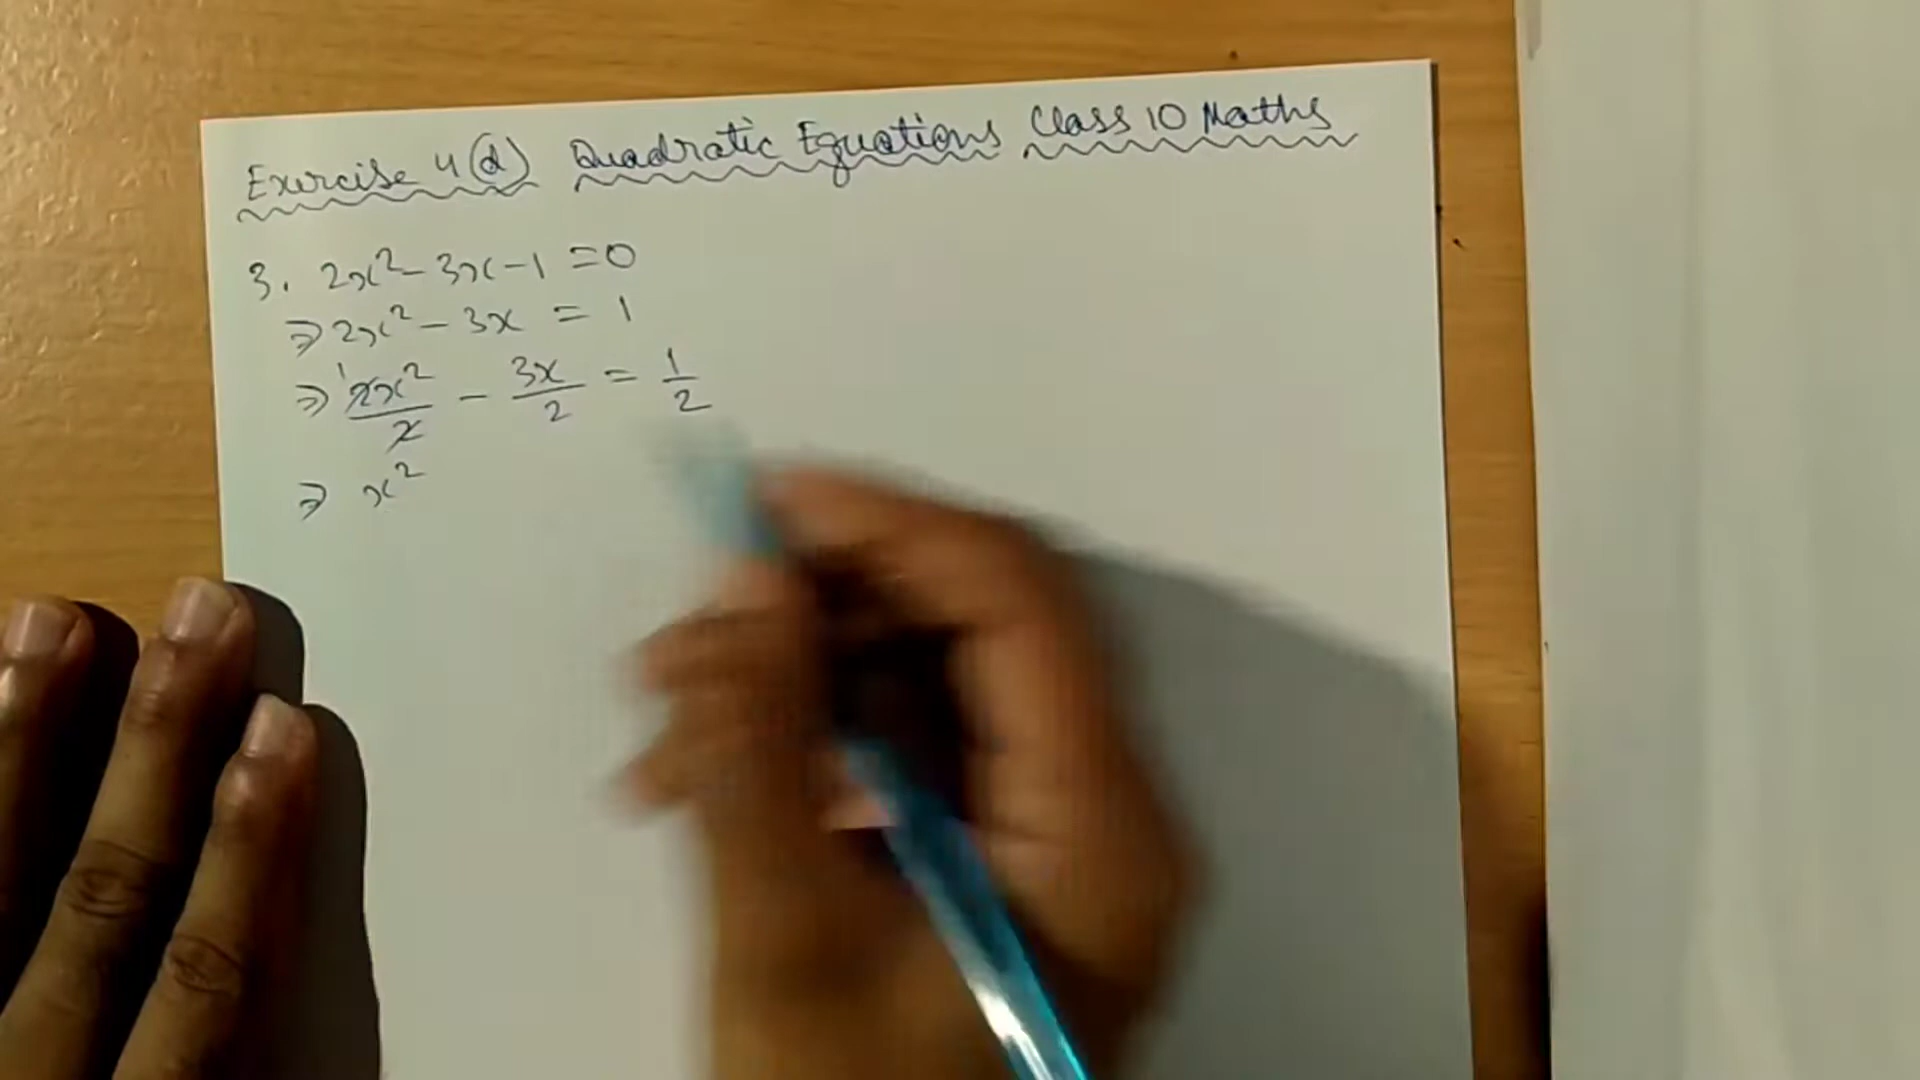 Exercise 4(d) Quadratic Equations Class 10 Maths
3. 2x² - 3x - 1 = 0
⇒ 2x² - 3x = 1
⇒ 2x²/2 - 3x/2 = 1/2
⇒ x²